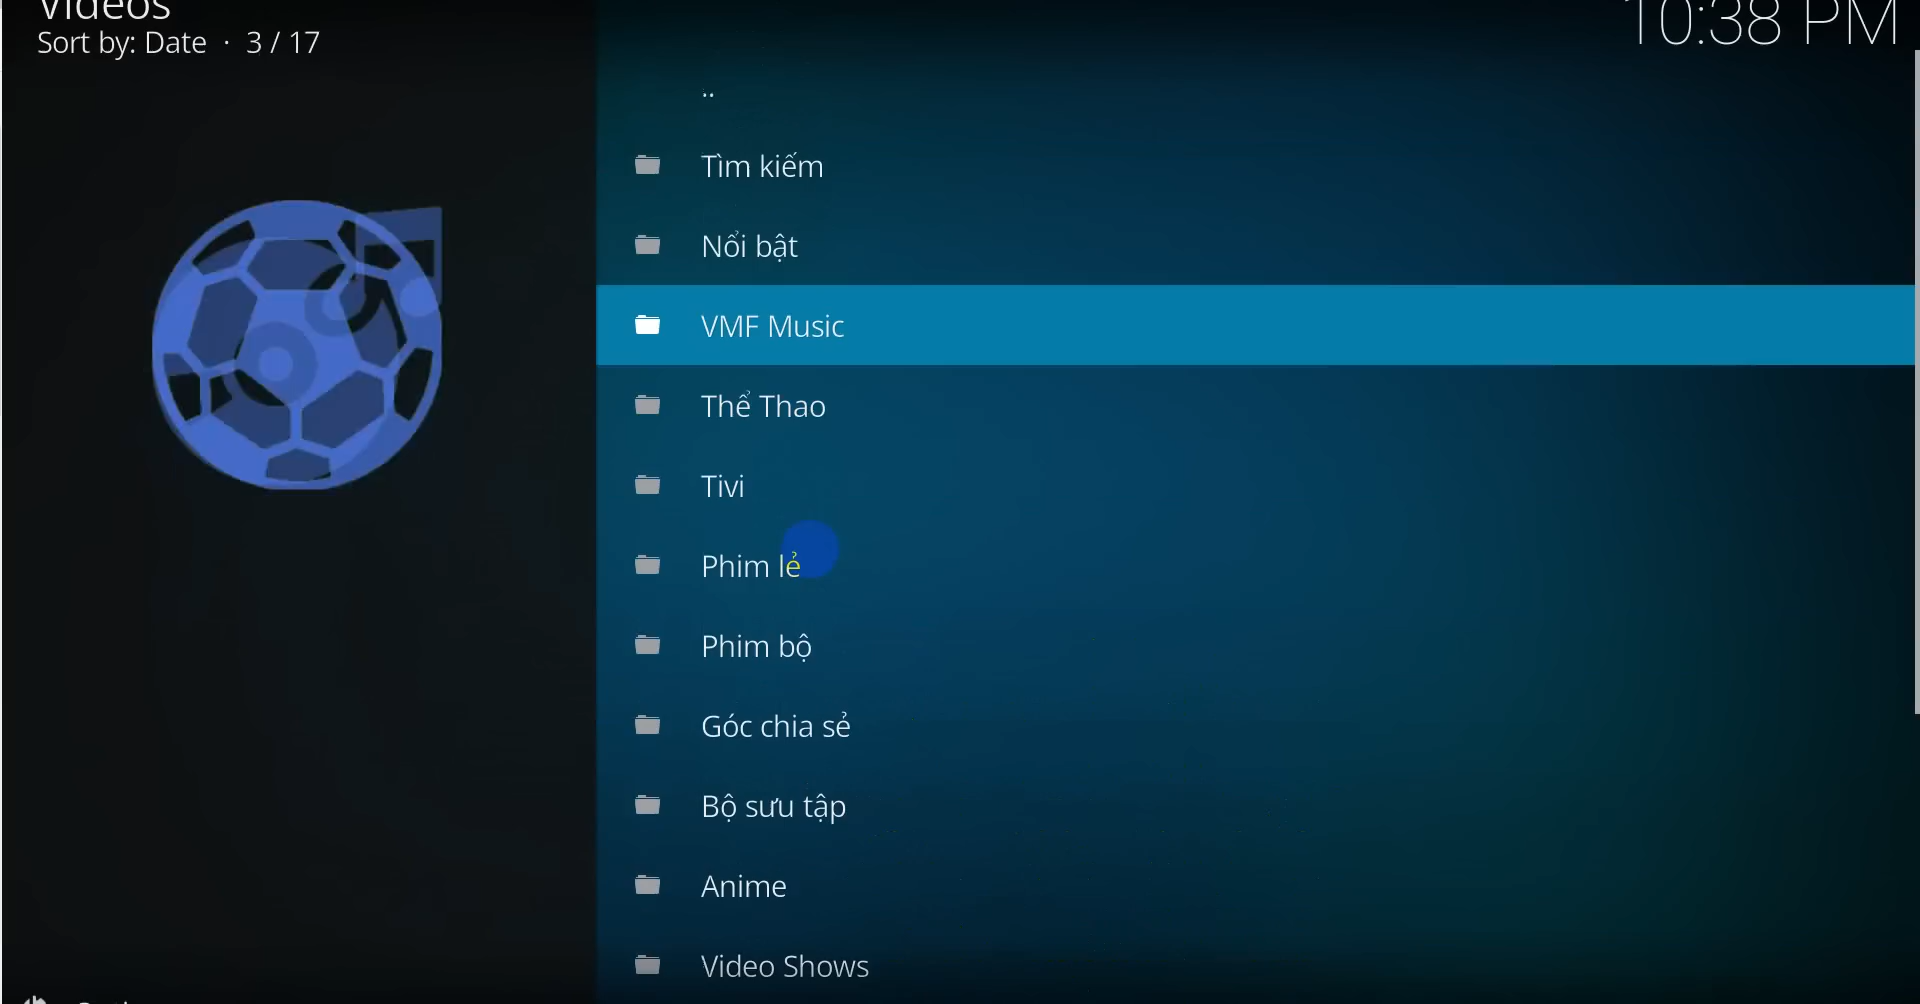 Videos
Sort by: Date · 3 / 17
10:38 PM
..
Tìm kiếm
Nổi bật
VMF Music
Thể Thao
Tivi
Phim lẻ
Phim bộ
Góc chia sẻ
Bộ sưu tập
Anime
Video Shows